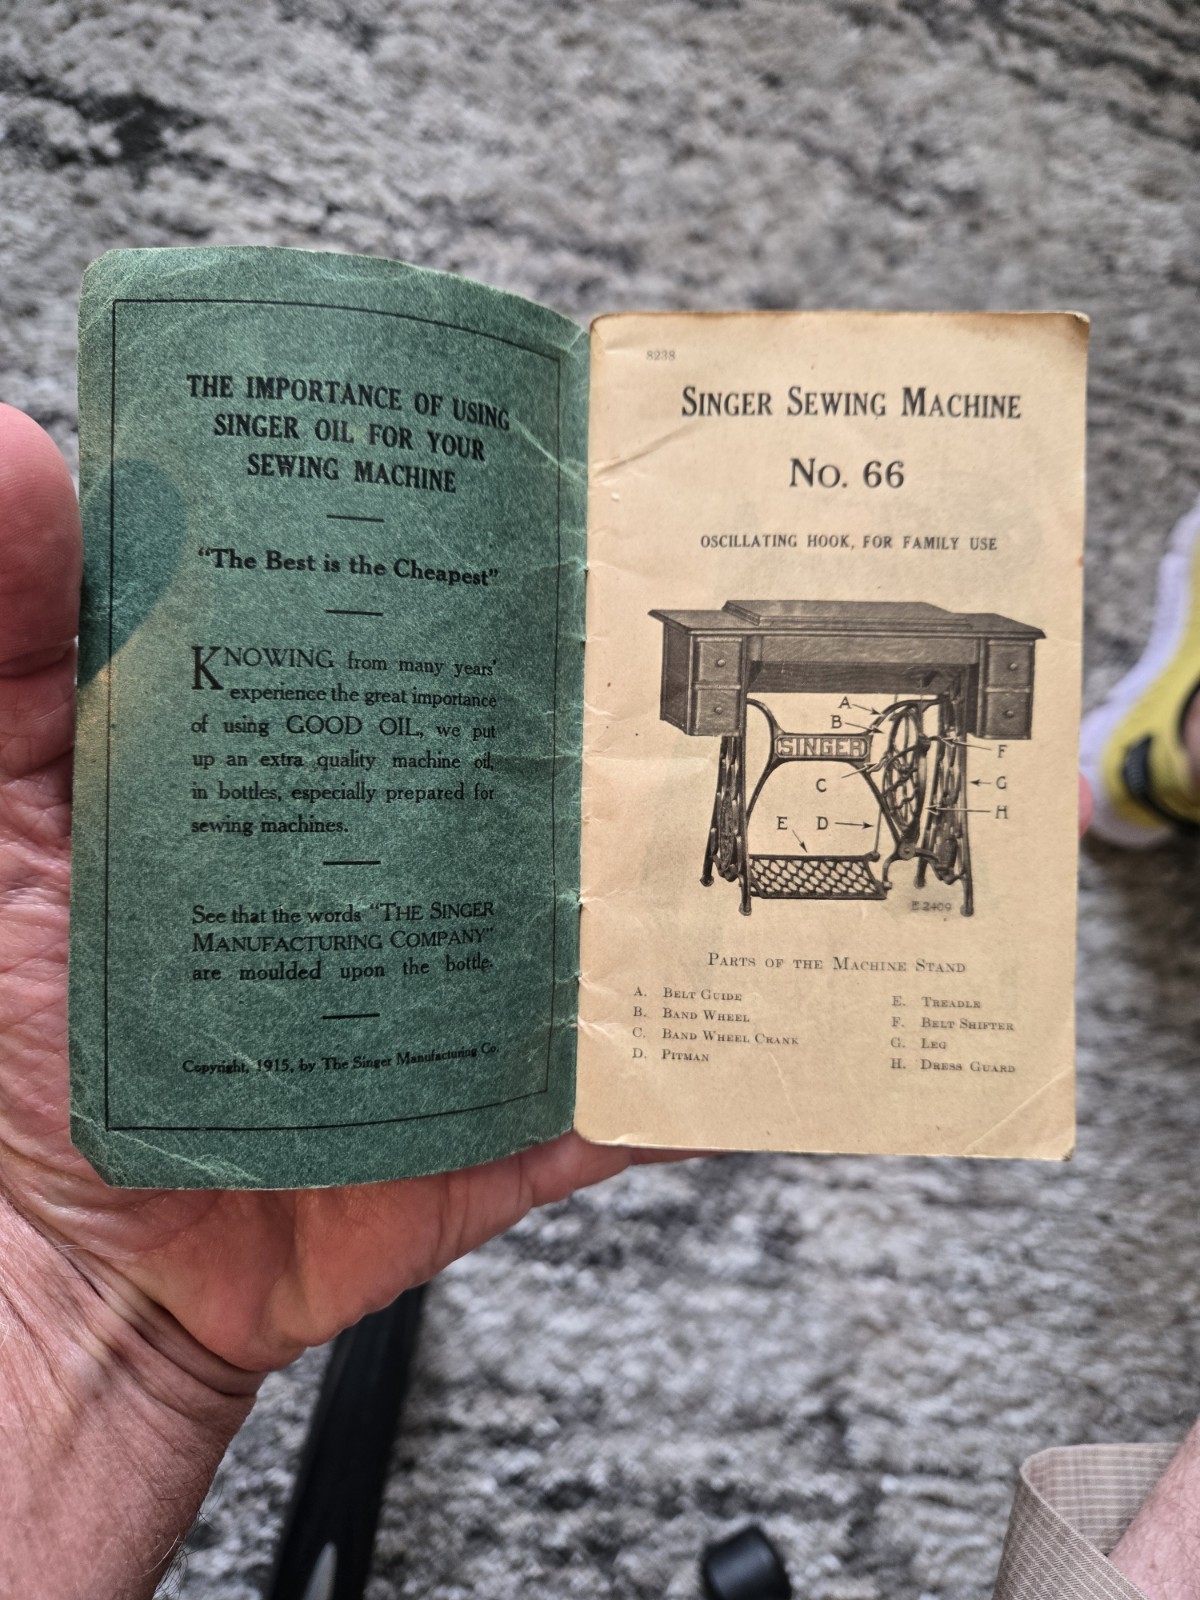 THE IMPORTANCE OF USING
SINGER OIL FOR YOUR
SEWING MACHINE
"The Best is the Cheapest"
KNOWING from many years'
experience the great importance
of using GOOD OIL, we put
up an extra quality machine oil,
in bottles, especially prepared for
sewing machines.
See that the words "THE SINGER
MANUFACTURING COMPANY"
are moulded upon the bottle.
Copyright, 1915, by The Singer Manufacturing Co.
8238
SINGER SEWING MACHINE
No. 66
OSCILLATING HOOK, FOR FAMILY USE
A
B
SINGER
C
D
E
F
G
H
E 2409
PARTS OF THE MACHINE STAND
A. BELT GUIDE
B. BAND WHEEL
C. BAND WHEEL CRANK
D. PITMAN
E. TREADLE
F. BELT SHIFTER
G. LEG
H. DRESS GUARD